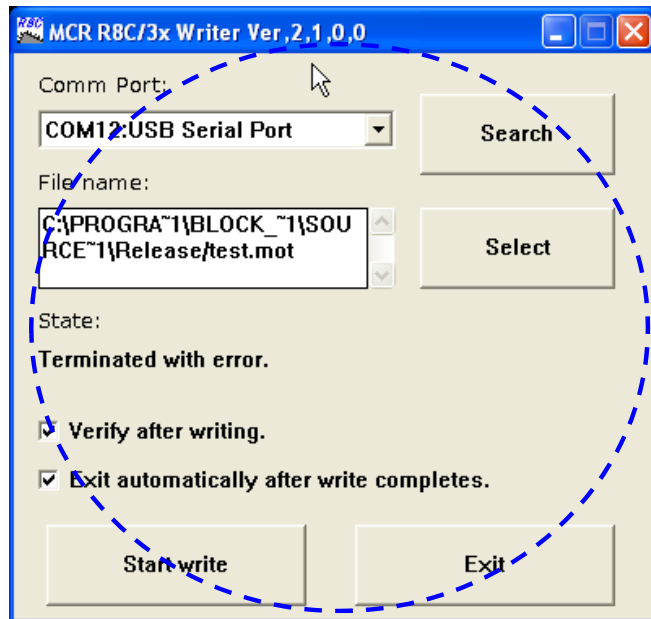 R8C
MCR R8C/3x Writer Ver,2,1,0,0
Comm Port:
COM12:USB Serial Port
Search
File name:
C:\PROGRA~1\BLOCK_~1\SOU
RCE~1\Release/test.mot
Select
State:
Terminated with error.
Verify after writing.
Exit automatically after write completes.
Start write
Exit